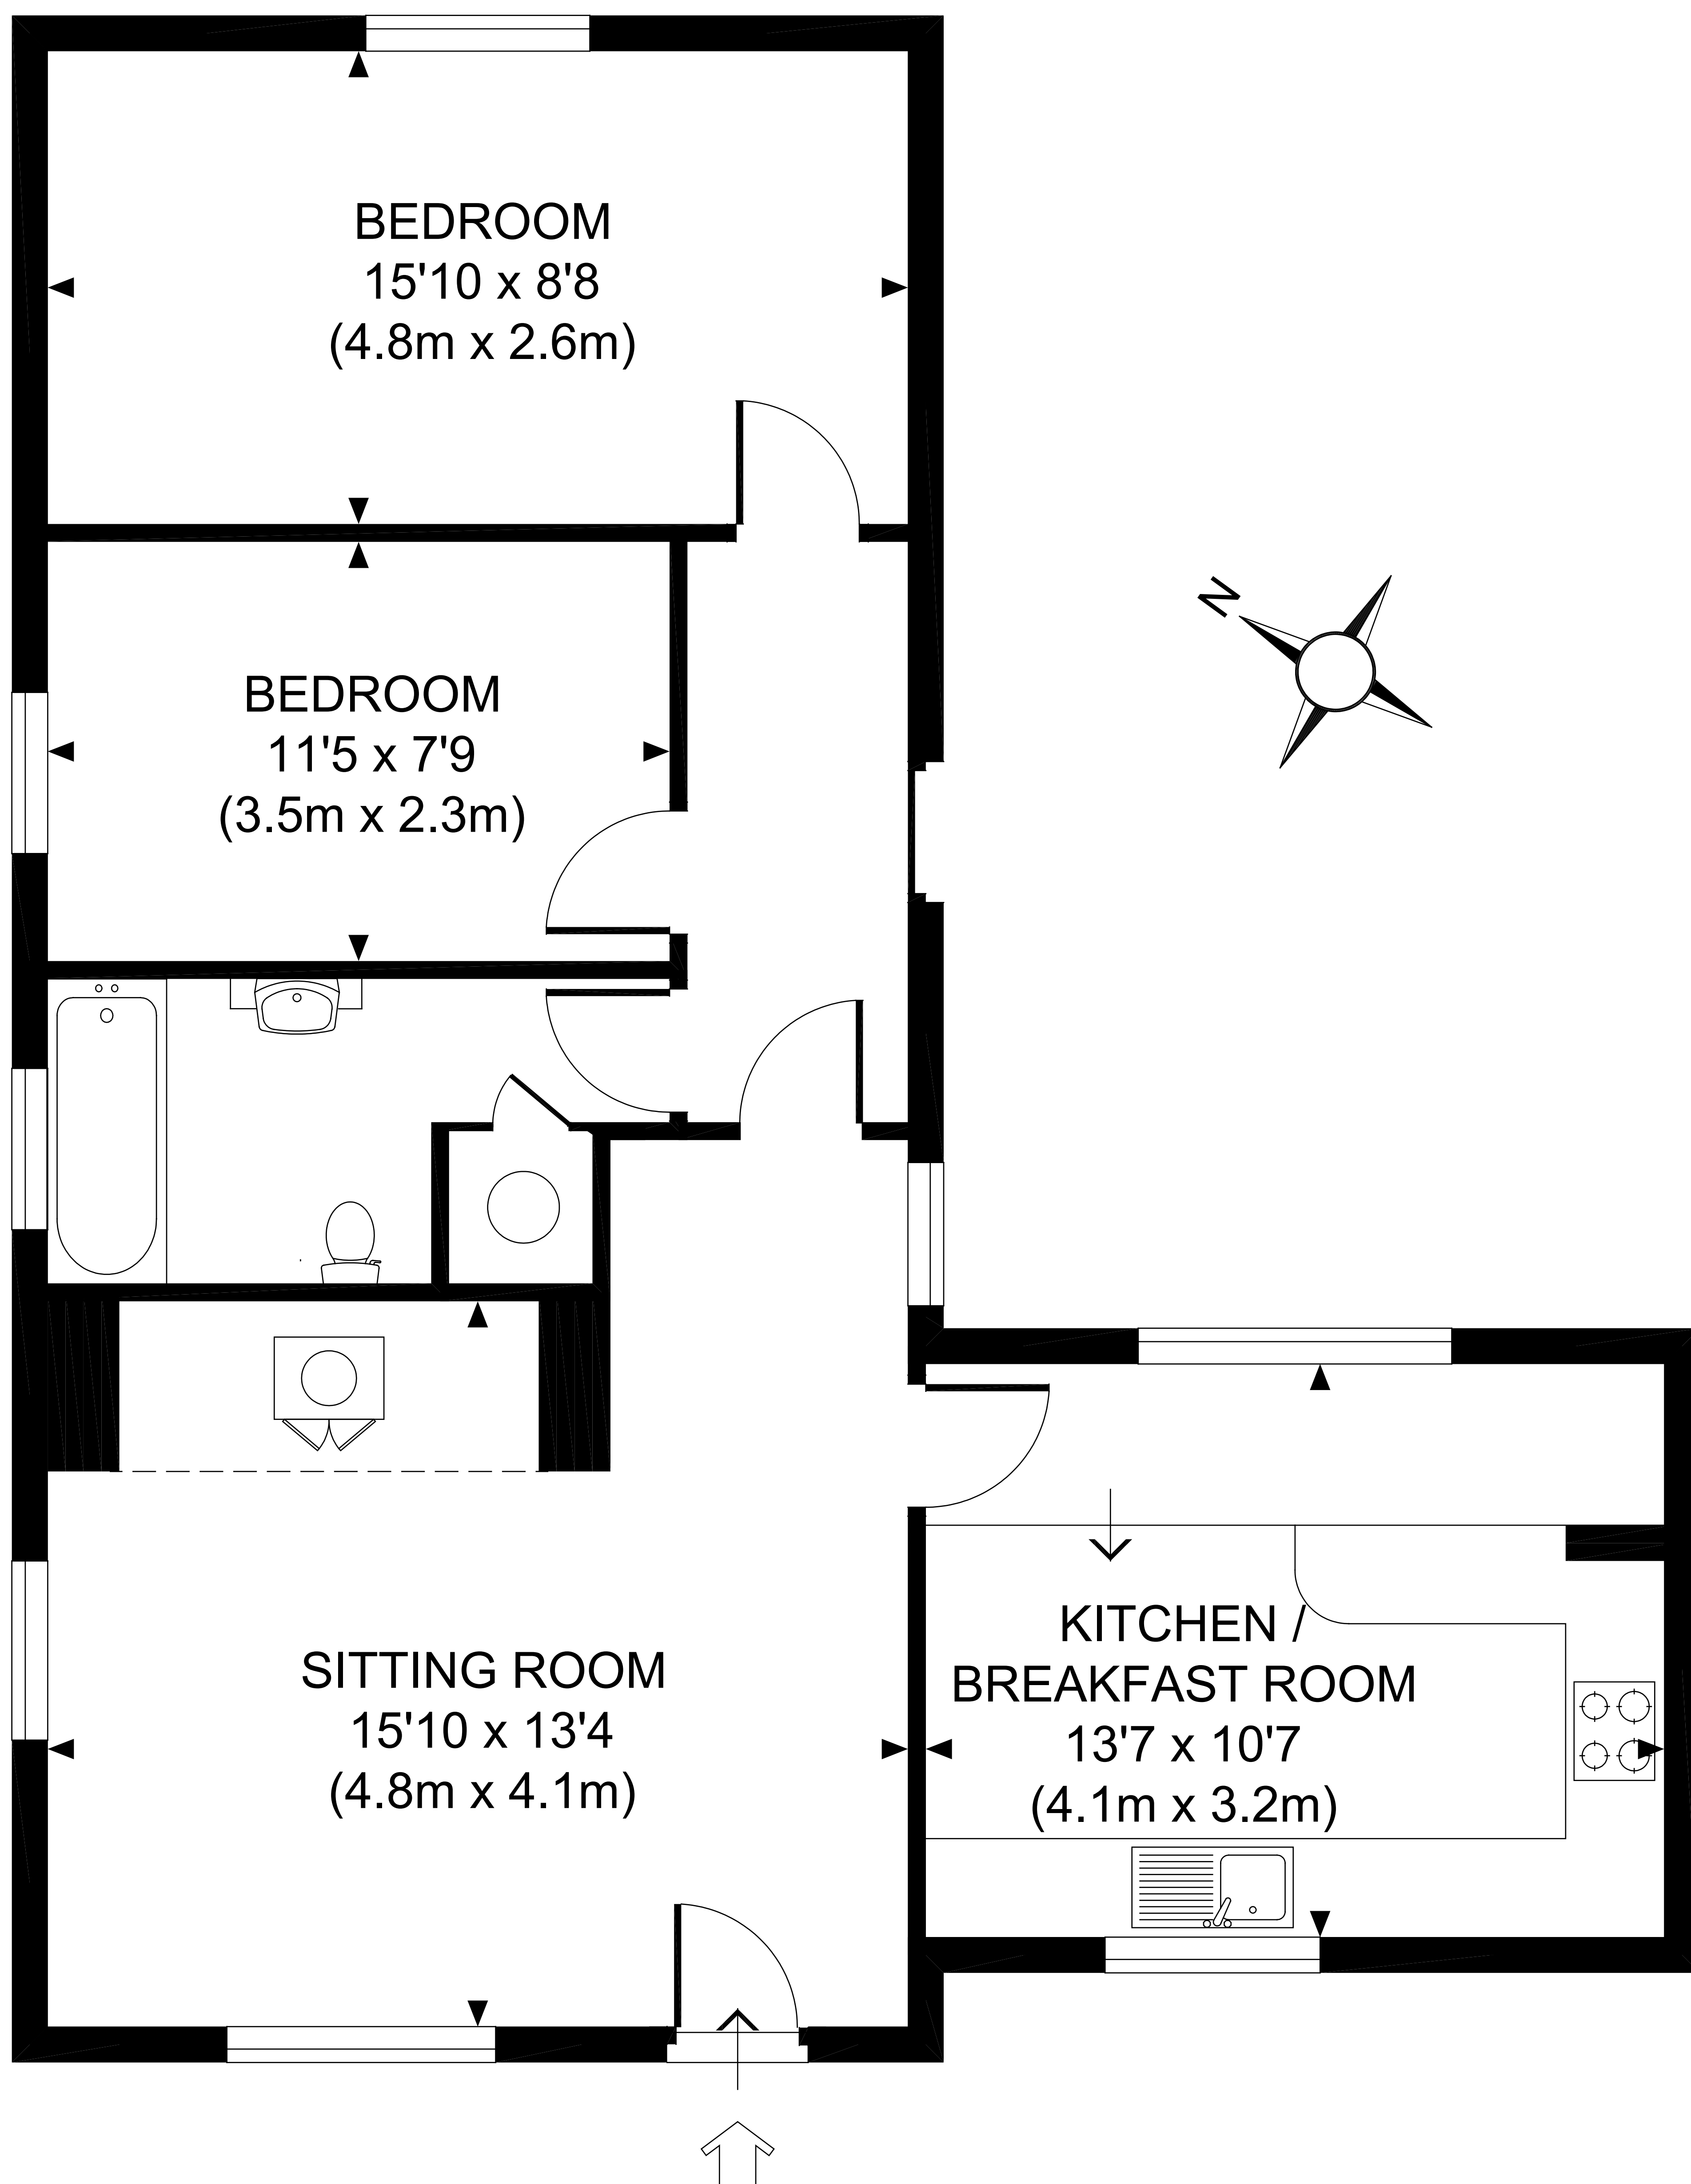 BEDROOM
15'10 x 8'8
(4.8m x 2.6m)
N
BEDROOM
11'5 x 7'9
(3.5m x 2.3m)
SITTING ROOM
15'10 x 13'4
(4.8m x 4.1m)
KITCHEN /
BREAKFAST ROOM
13'7 x 10'7
(4.1m x 3.2m)